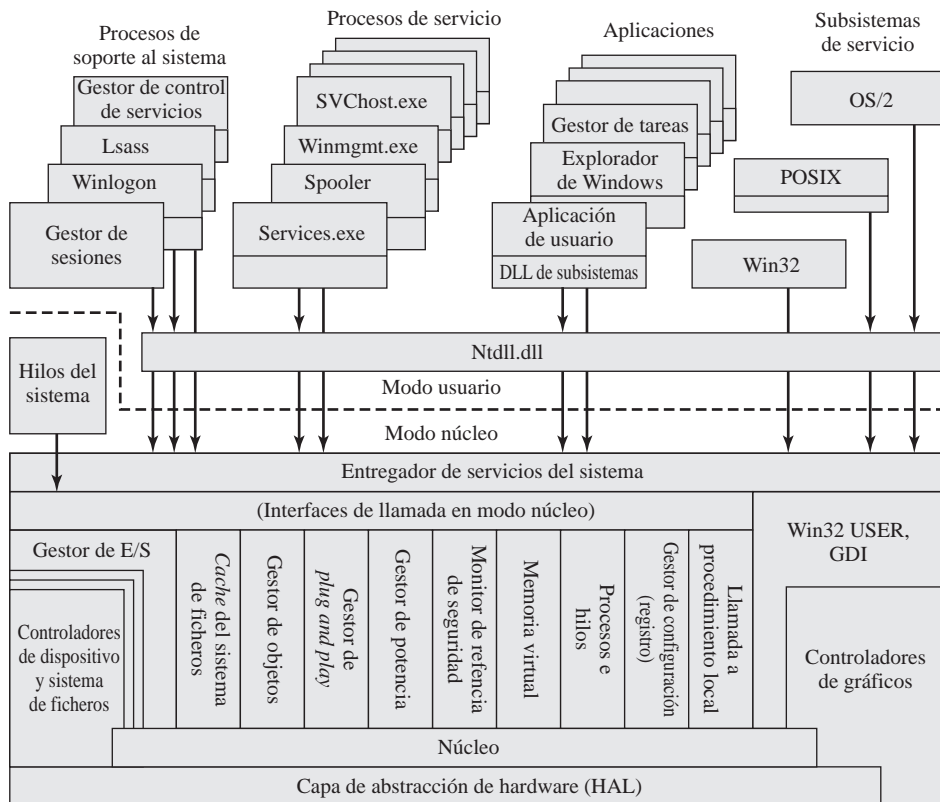 Procesos de
soporte al sistema
Procesos de servicio
Aplicaciones
Subsistemas
de servicio
Gestor de control
de servicios
Lsass
Winlogon
Gestor de
sesiones
SVChost.exe
Winmgmt.exe
Spooler
Services.exe
Gestor de tareas
Explorador
de Windows
Aplicación
de usuario
DLL de subsistemas
OS/2
POSIX
Win32
Hilos del
sistema
Ntdll.dll
Modo usuario
Modo núcleo
Entregador de servicios del sistema
(Interfaces de llamada en modo núcleo)
Win32 USER,
GDI
Gestor de E/S
Controladores
de dispositivo
y sistema
de ficheros
Cache del sistema
de ficheros
Gestor de objetos
Gestor de
plug and play
Gestor de potencia
Monitor de refencia
de seguridad
Memoria virtual
Procesos e
hilos
Gestor de configuración
(registro)
Llamada a
procedimiento local
Controladores
de gráficos
Núcleo
Capa de abstracción de hardware (HAL)